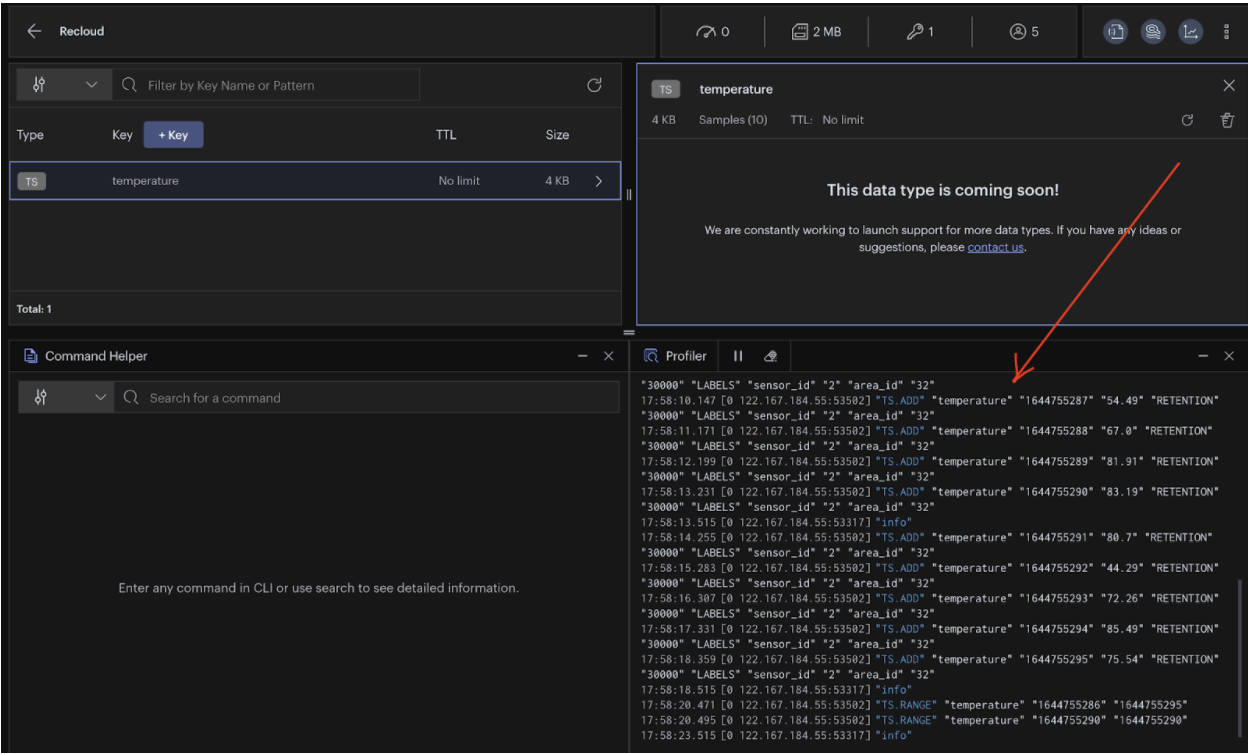 Recloud
0
2 MB
1
5
Filter by Key Name or Pattern
Type Key + Key TTL Size
TS temperature No limit 4 KB
Total: 1
TS temperature
4 KB Samples (10) TTL: No limit
This data type is coming soon!
We are constantly working to launch support for more data types. If you have any ideas or
suggestions, please contact us.
Command Helper
Search for a command
Enter any command in CLI or use search to see detailed information.
Profiler
"30000" "LABELS" "sensor_id" "2" "area_id" "32"
17:58:10.147 [0 122.167.184.55:53502] "TS.ADD" "temperature" "1644755287" "54.49" "RETENTION"
"30000" "LABELS" "sensor_id" "2" "area_id" "32"
17:58:11.171 [0 122.167.184.55:53502] "TS.ADD" "temperature" "1644755288" "67.0" "RETENTION"
"30000" "LABELS" "sensor_id" "2" "area_id" "32"
17:58:12.199 [0 122.167.184.55:53502] "TS.ADD" "temperature" "1644755289" "81.91" "RETENTION"
"30000" "LABELS" "sensor_id" "2" "area_id" "32"
17:58:13.231 [0 122.167.184.55:53502] "TS.ADD" "temperature" "1644755290" "83.19" "RETENTION"
"30000" "LABELS" "sensor_id" "2" "area_id" "32"
17:58:13.515 [0 122.167.184.55:53317] "info"
17:58:14.255 [0 122.167.184.55:53502] "TS.ADD" "temperature" "1644755291" "80.7" "RETENTION"
"30000" "LABELS" "sensor_id" "2" "area_id" "32"
17:58:15.283 [0 122.167.184.55:53502] "TS.ADD" "temperature" "1644755292" "44.29" "RETENTION"
"30000" "LABELS" "sensor_id" "2" "area_id" "32"
17:58:16.307 [0 122.167.184.55:53502] "TS.ADD" "temperature" "1644755293" "72.26" "RETENTION"
"30000" "LABELS" "sensor_id" "2" "area_id" "32"
17:58:17.331 [0 122.167.184.55:53502] "TS.ADD" "temperature" "1644755294" "85.49" "RETENTION"
"30000" "LABELS" "sensor_id" "2" "area_id" "32"
17:58:18.359 [0 122.167.184.55:53502] "TS.ADD" "temperature" "1644755295" "75.54" "RETENTION"
"30000" "LABELS" "sensor_id" "2" "area_id" "32"
17:58:18.515 [0 122.167.184.55:53317] "info"
17:58:20.471 [0 122.167.184.55:53502] "TS.RANGE" "temperature" "1644755286" "1644755295"
17:58:20.495 [0 122.167.184.55:53502] "TS.RANGE" "temperature" "1644755290" "1644755290"
17:58:23.515 [0 122.167.184.55:53317] "info"